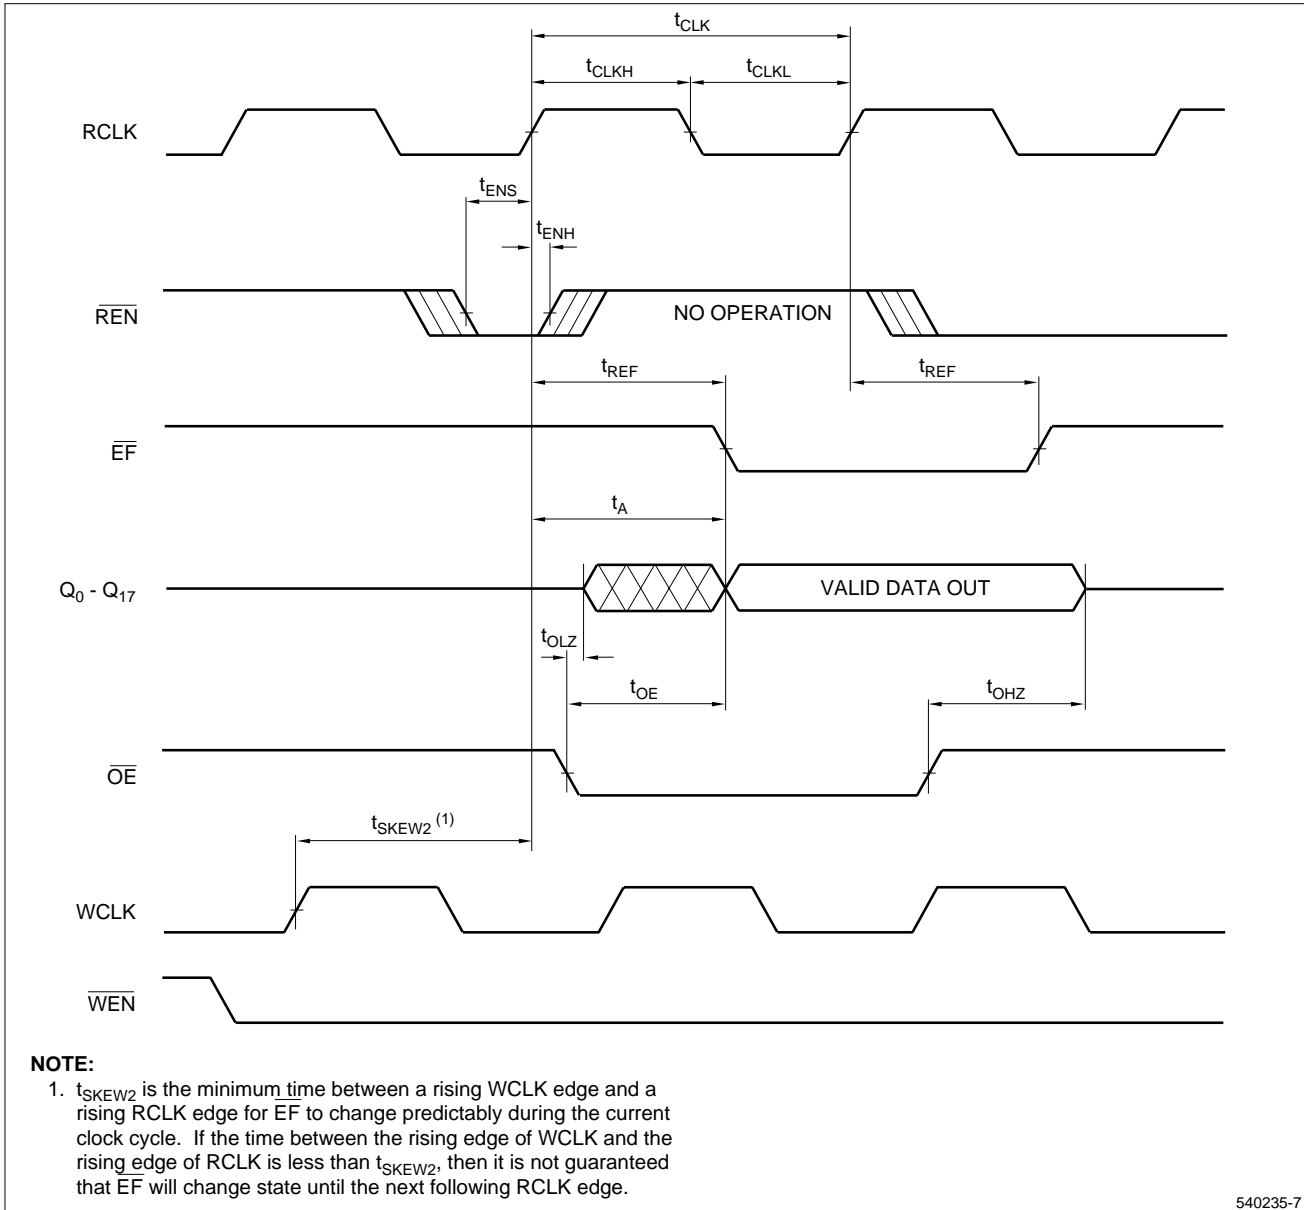 tCLK
tCLKH
tCLKL
RCLK
tENS
tENH
REN
NO OPERATION
tREF
tREF
EF
tA
Q0 - Q17
VALID DATA OUT
tOLZ
tOE
tOHZ
OE
tSKEW2 (1)
WCLK
WEN
NOTE:
1. tSKEW2 is the minimum time between a rising WCLK edge and a
rising RCLK edge for EF to change predictably during the current
clock cycle. If the time between the rising edge of WCLK and the
rising edge of RCLK is less than tSKEW2, then it is not guaranteed
that EF will change state until the next following RCLK edge.
540235-7